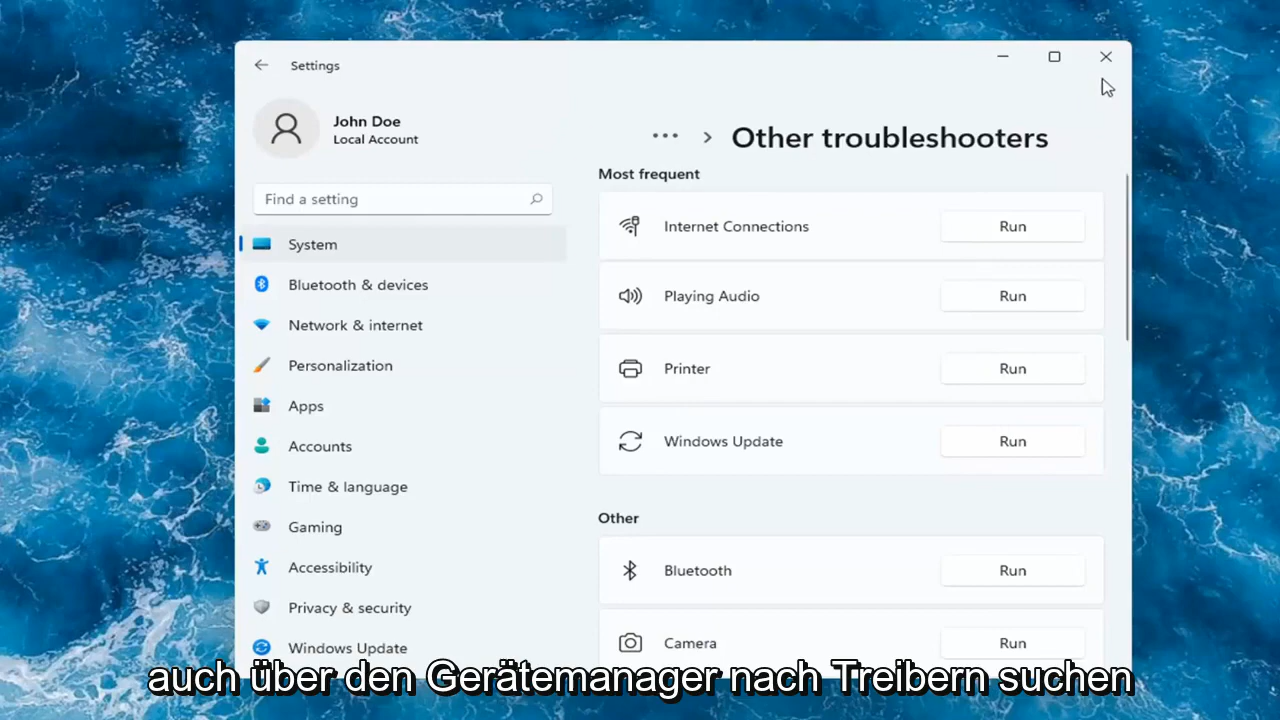 Settings
John Doe
Local Account
Find a setting
System
Bluetooth & devices
Network & internet
Personalization
Apps
Accounts
Time & language
Gaming
Accessibility
Privacy & security
Windows Update
... > Other troubleshooters
Most frequent
Internet Connections Run
Playing Audio Run
Printer Run
Windows Update Run
Other
Bluetooth Run
Camera Run
auch über den Gerätemanager nach Treibern suchen